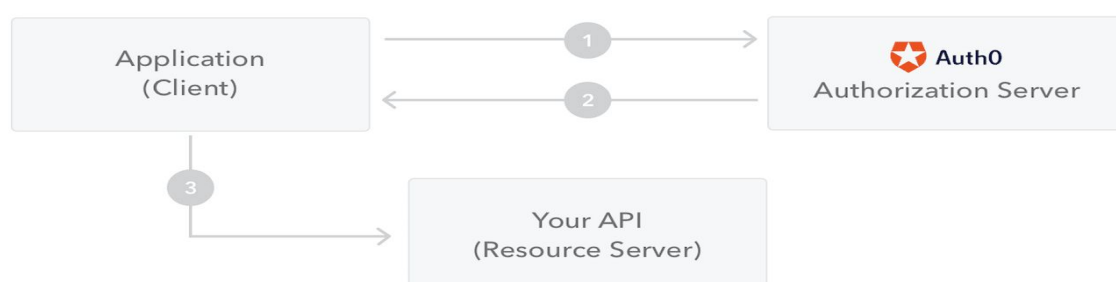 Application
(Client)
1
Auth0
Authorization Server
2
3
Your API
(Resource Server)